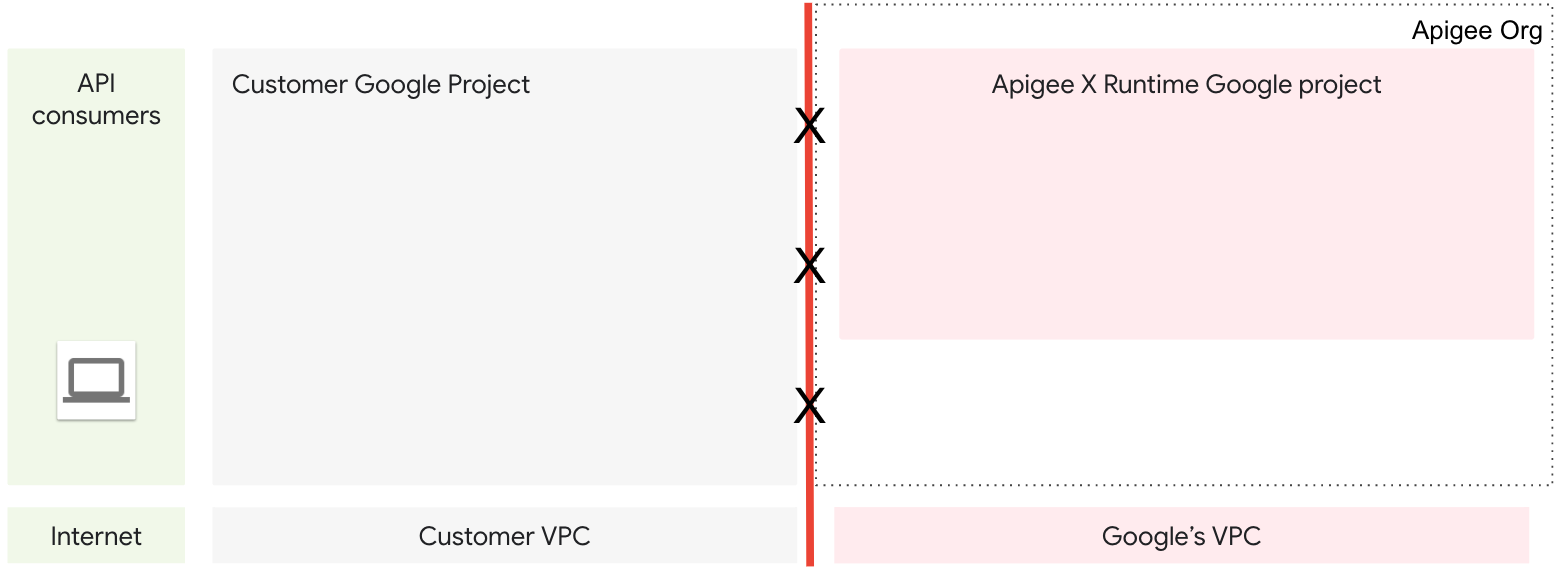 Apigee Org
API
consumers
Customer Google Project
Apigee X Runtime Google project
X
X
X
Internet
Customer VPC
Google’s VPC